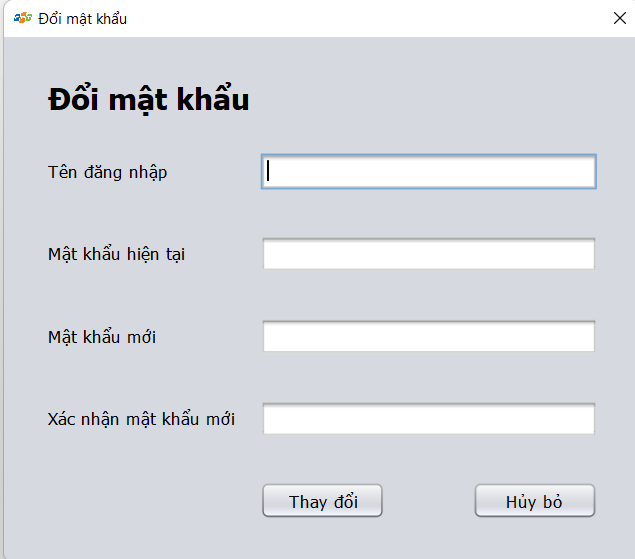 Đổi mật khẩu
Đổi mật khẩu
Tên đăng nhập
Mật khẩu hiện tại
Mật khẩu mới
Xác nhận mật khẩu mới
Thay đổi
Hủy bỏ